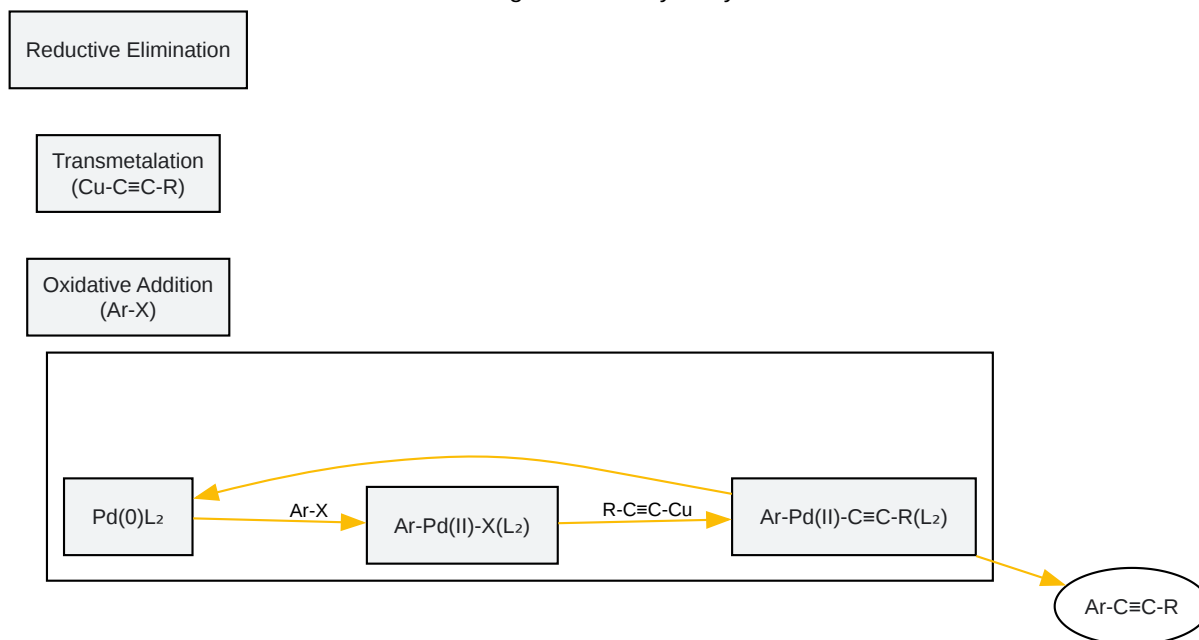 Reductive Elimination
Transmetalation
(Cu-C≡C-R)
Oxidative Addition
(Ar-X)
Pd(0)L₂
Ar-X
Ar-Pd(II)-X(L₂)
R-C≡C-Cu
Ar-Pd(II)-C≡C-R(L₂)
Ar-C≡C-R